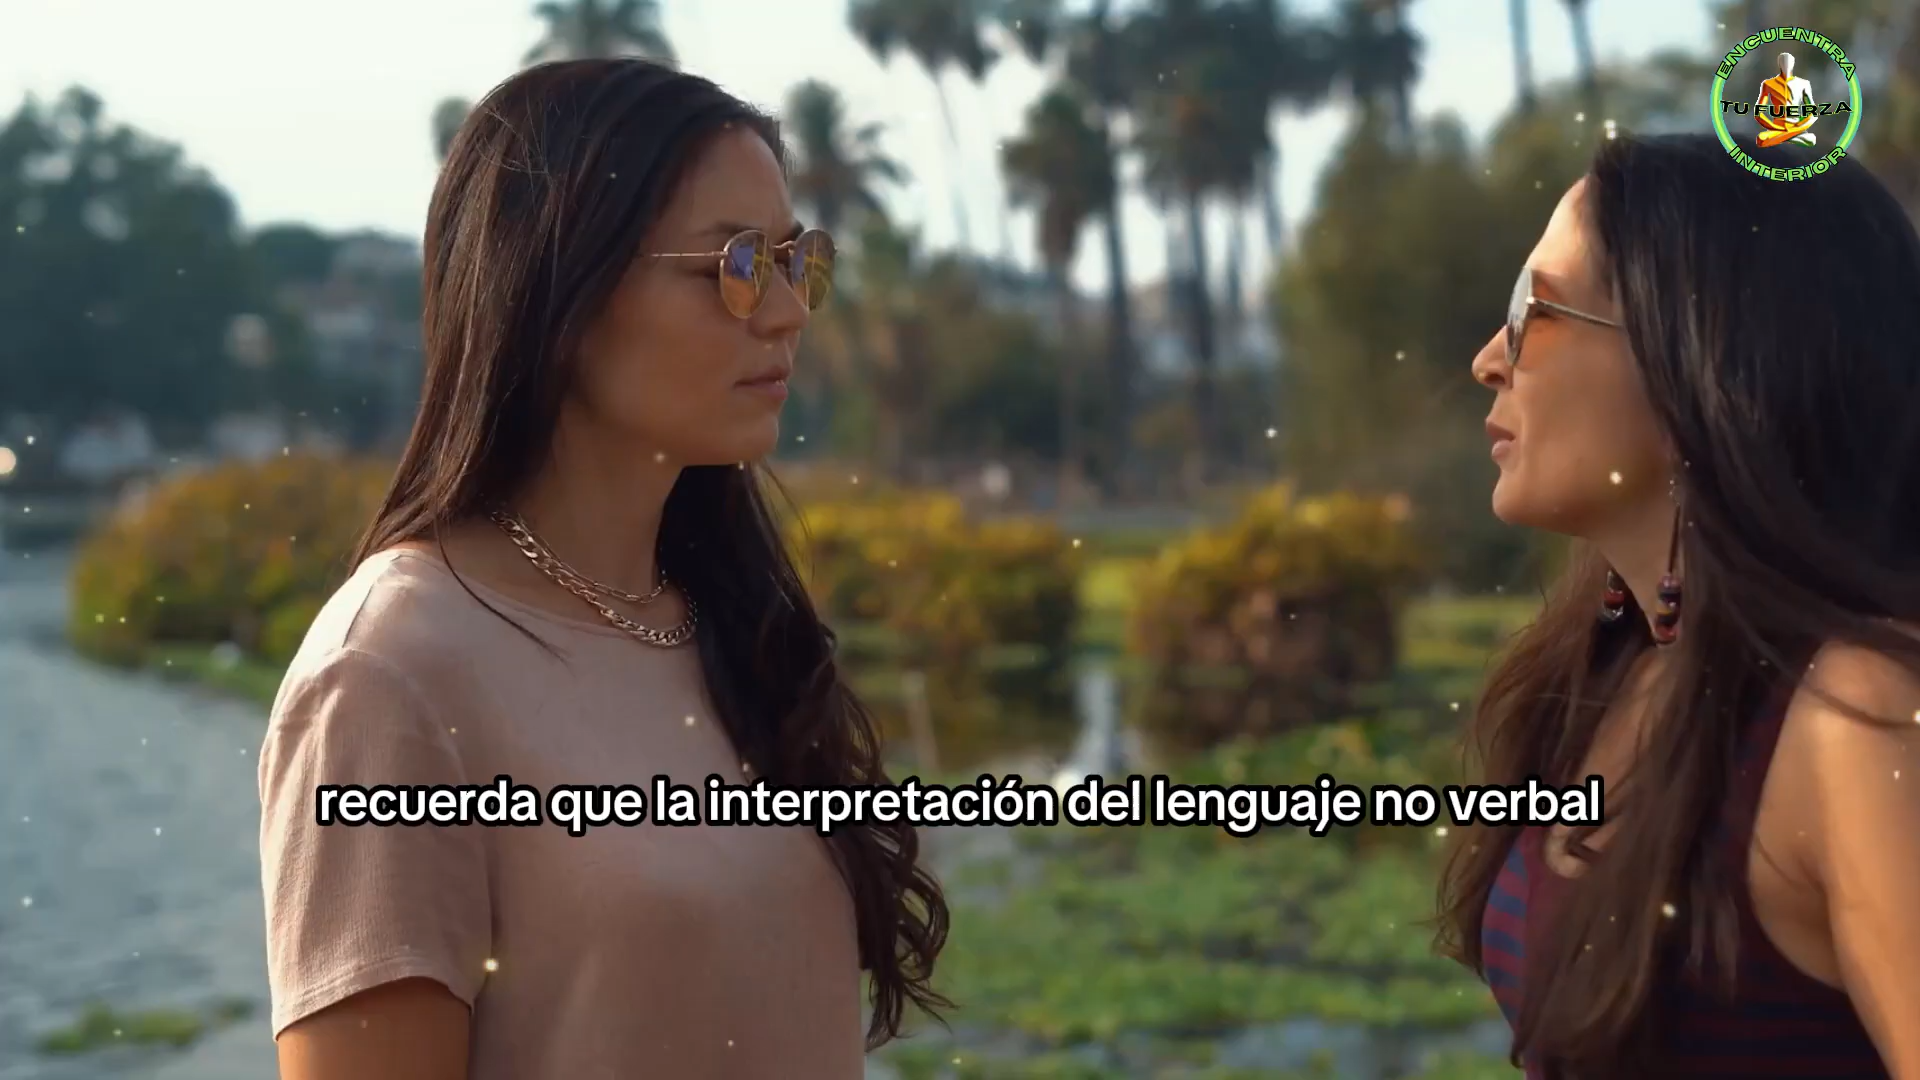 ENCUENTRA
TU FUERZA
INTERIOR
recuerda que la interpretación del lenguaje no verbal